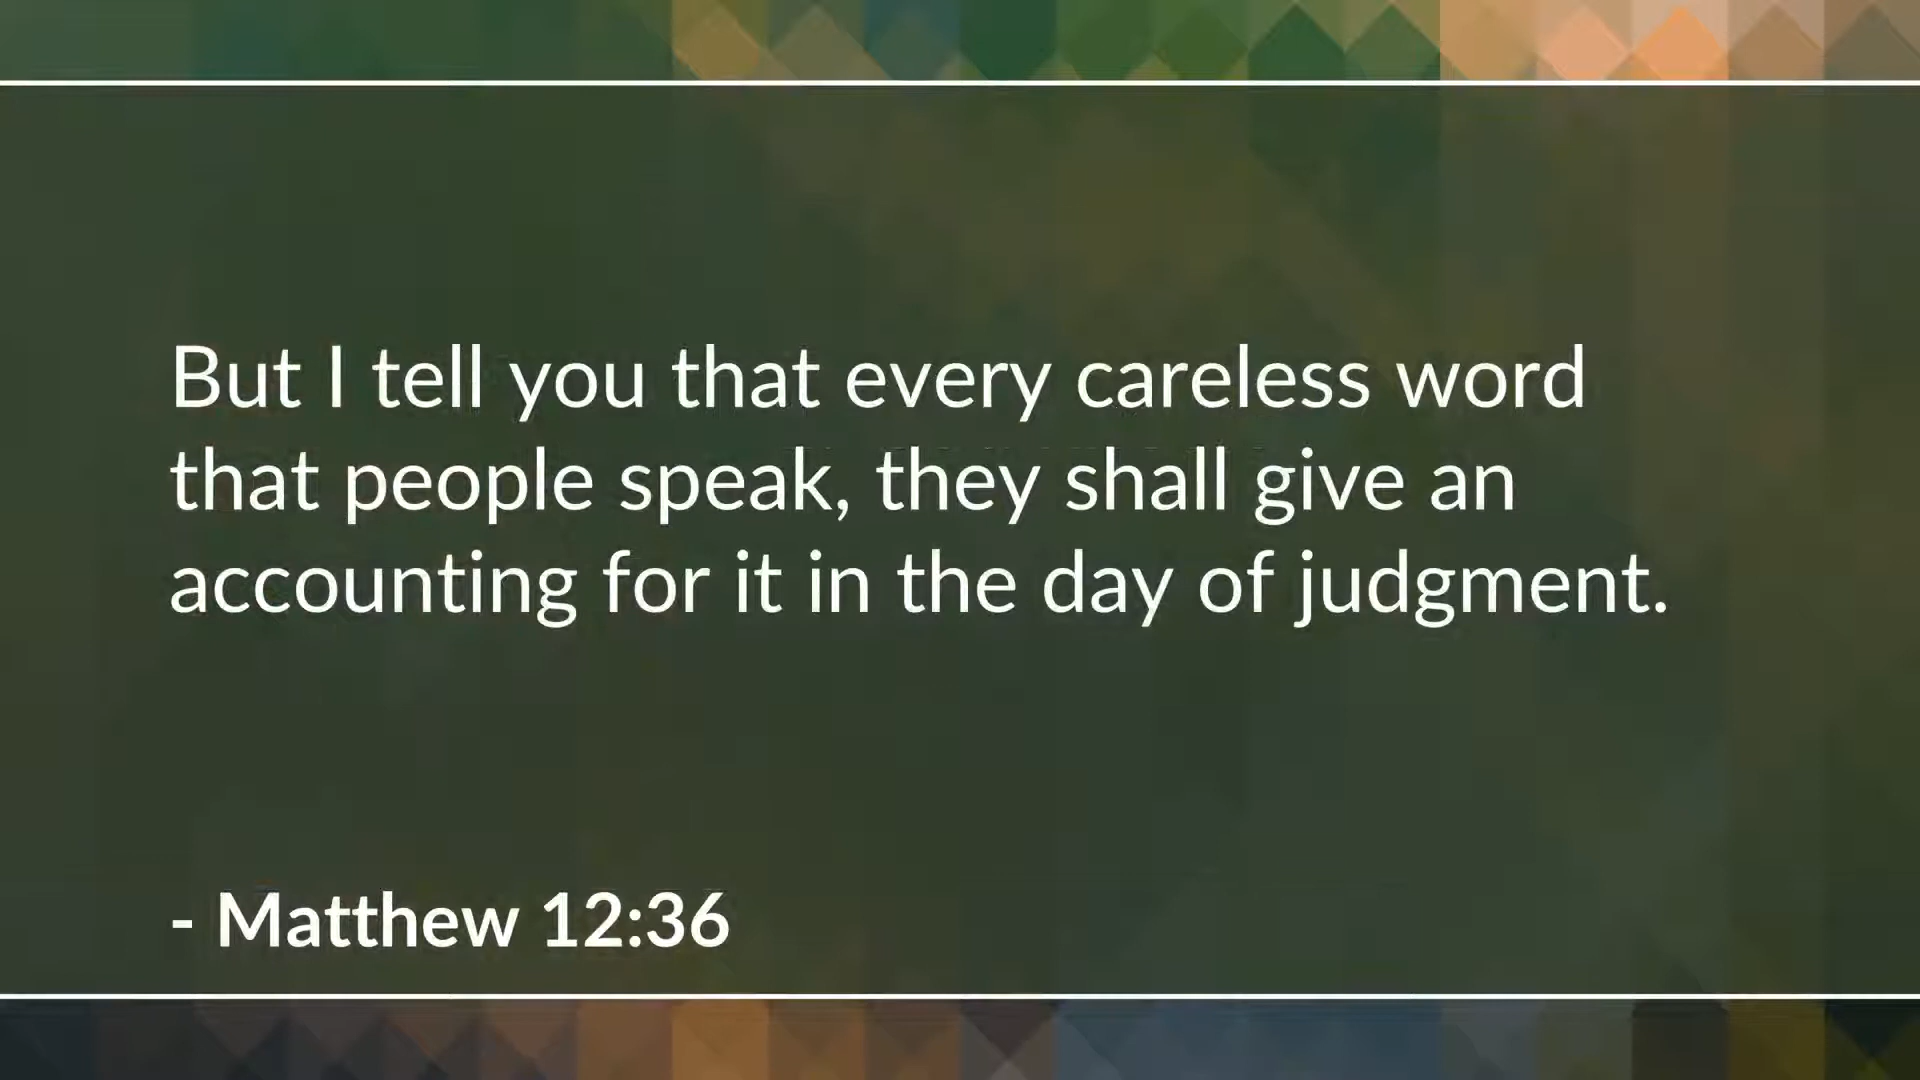 But I tell you that every careless word
that people speak, they shall give an
accounting for it in the day of judgment.
- Matthew 12:36